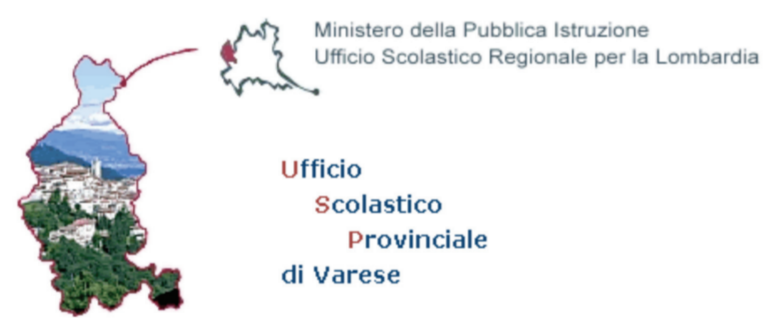 Ministero della Pubblica Istruzione
Ufficio Scolastico Regionale per la Lombardia
Ufficio
Scolastico
Provinciale
di Varese